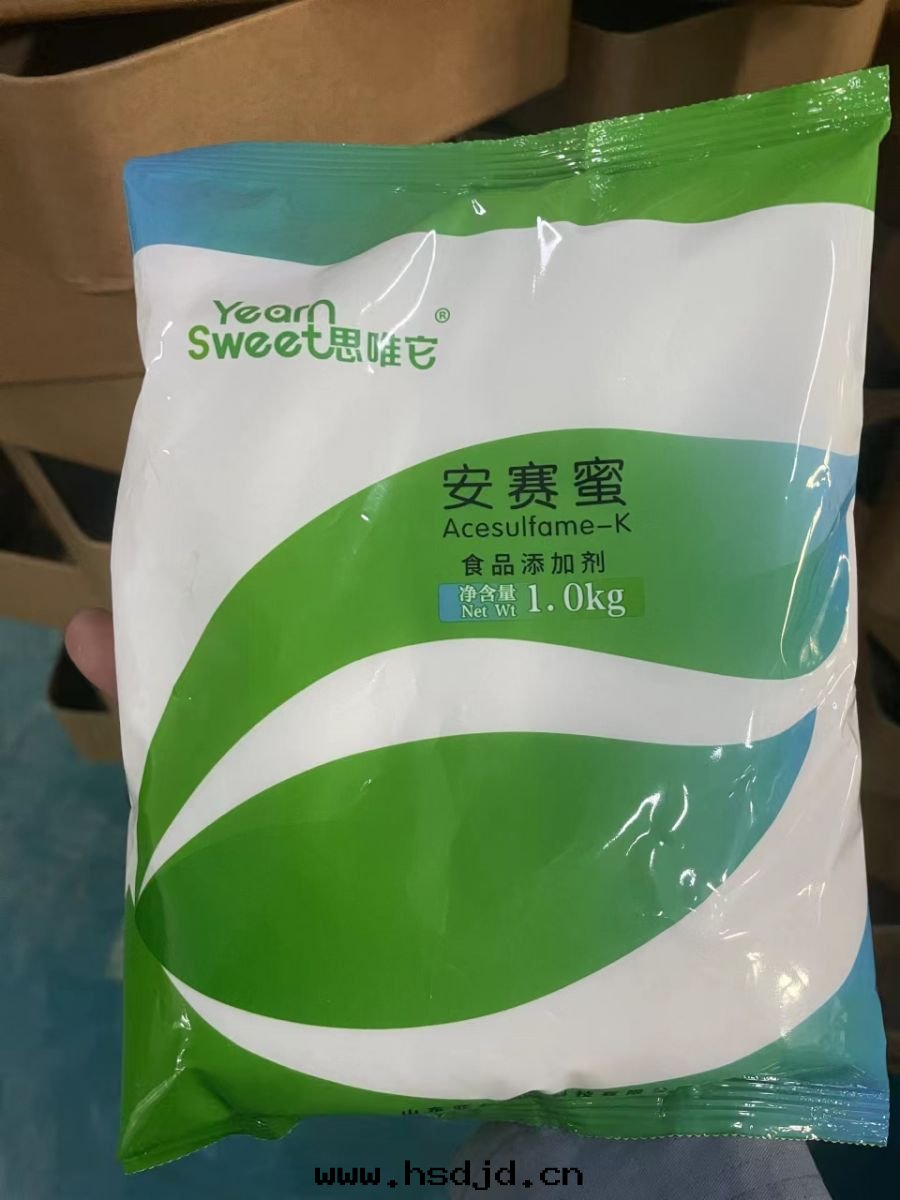 Yearn
Sweet思唯它®
安赛蜜
Acesulfame-K
食品添加剂
净含量
Net Wt 1.0kg
www.hsdjd.cn